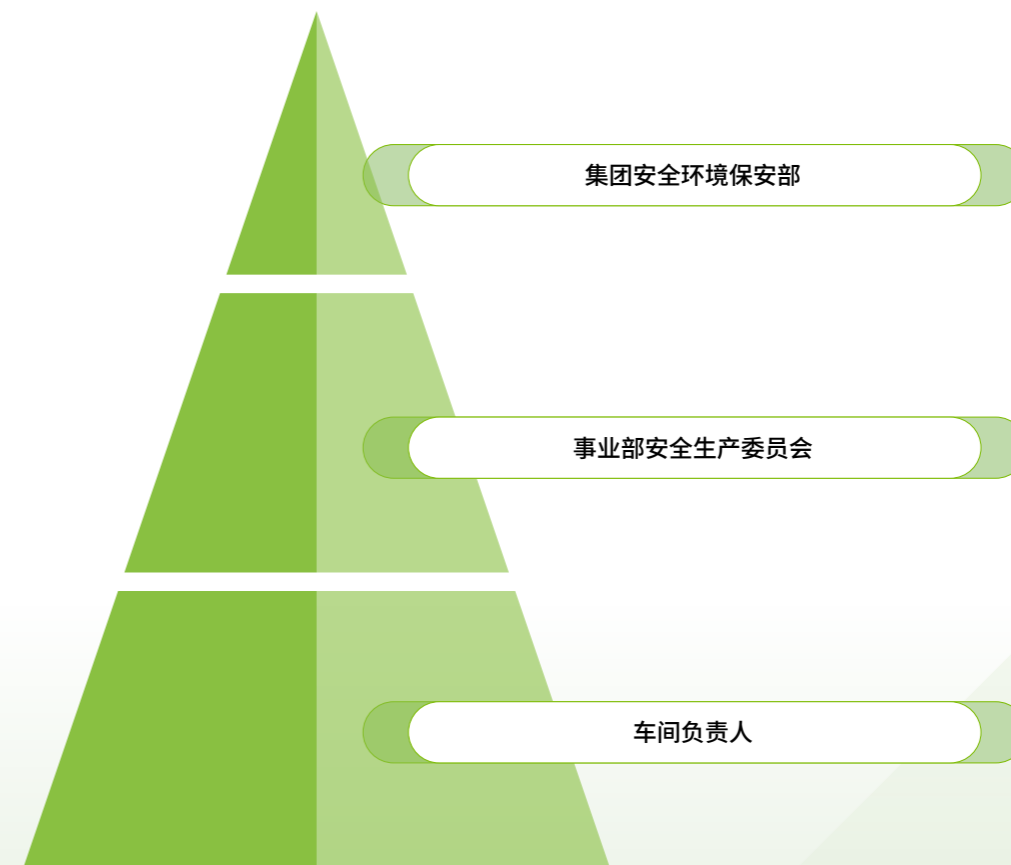 集团安全环境保安部
事业部安全生产委员会
车间负责人